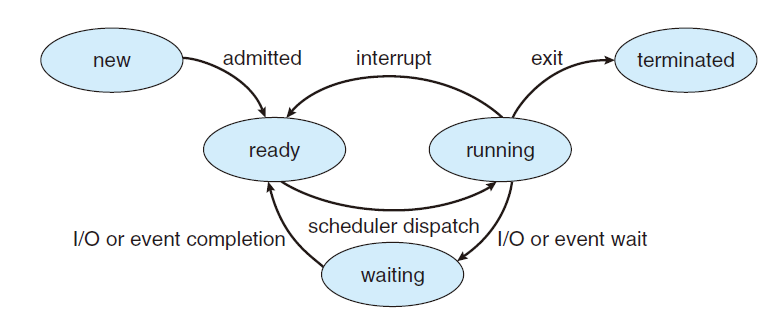 new
admitted
interrupt
exit
terminated
ready
running
scheduler dispatch
I/O or event completion
I/O or event wait
waiting